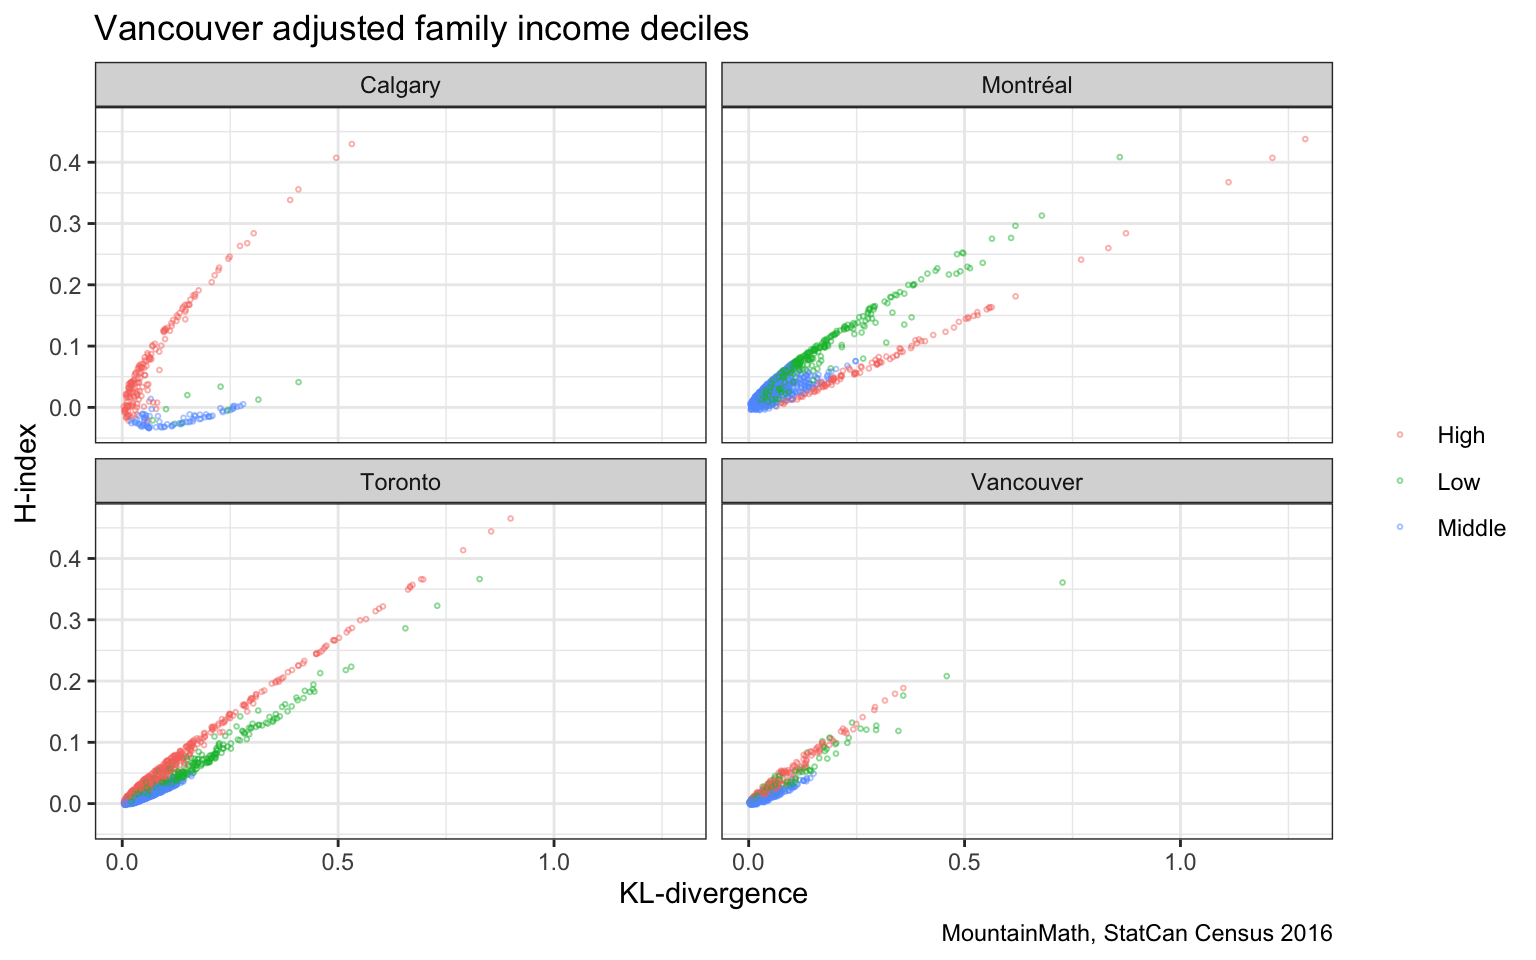 Vancouver adjusted family income deciles
Calgary
Montréal
0.4
0.3
0.2
0.1
0.0
Toronto
Vancouver
0.4
0.3
0.2
0.1
0.0
0.0 0.5 1.0
0.0 0.5 1.0
H-index
KL-divergence
High
Low
Middle
MountainMath, StatCan Census 2016